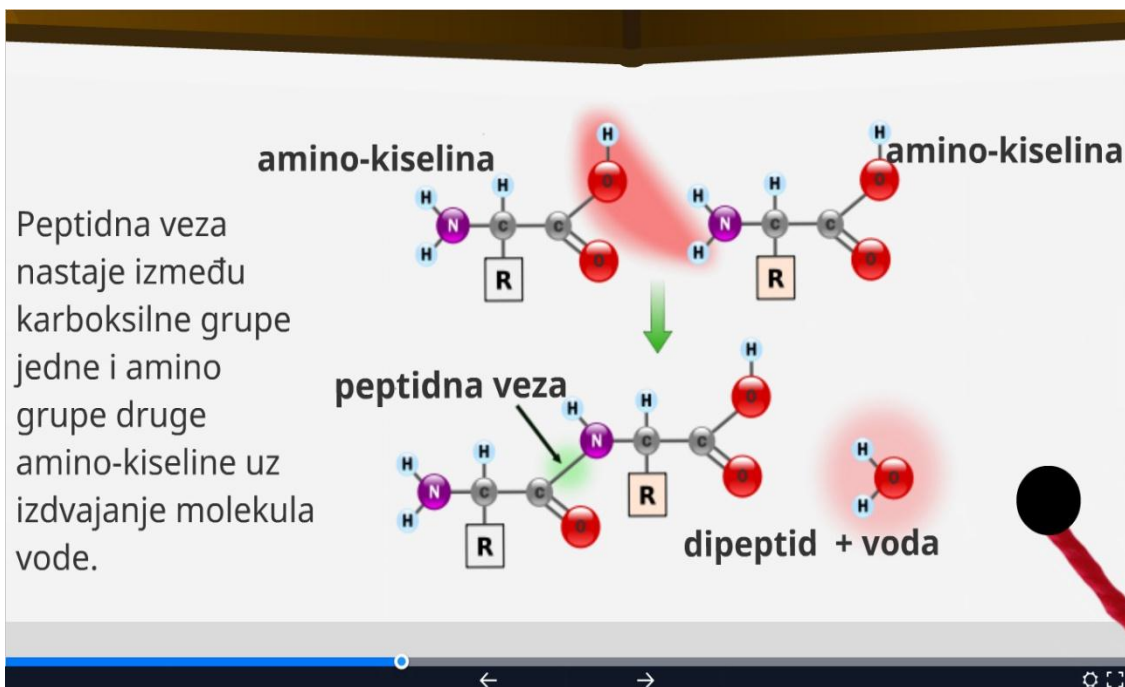 amino-kiselina
amino-kiselina
H
O
H
H
N
C
C
H
O
R
H
O
H
H
N
C
C
H
O
R
Peptidna veza
nastaje između
karboksilne grupe
jedne i amino
grupe druge
amino-kiseline uz
izdvajanje molekula
vode.
peptidna veza
H
O
H
H
N
C
C
O
R
H
H
N
C
C
H
O
R
H
O
H
dipeptid + voda